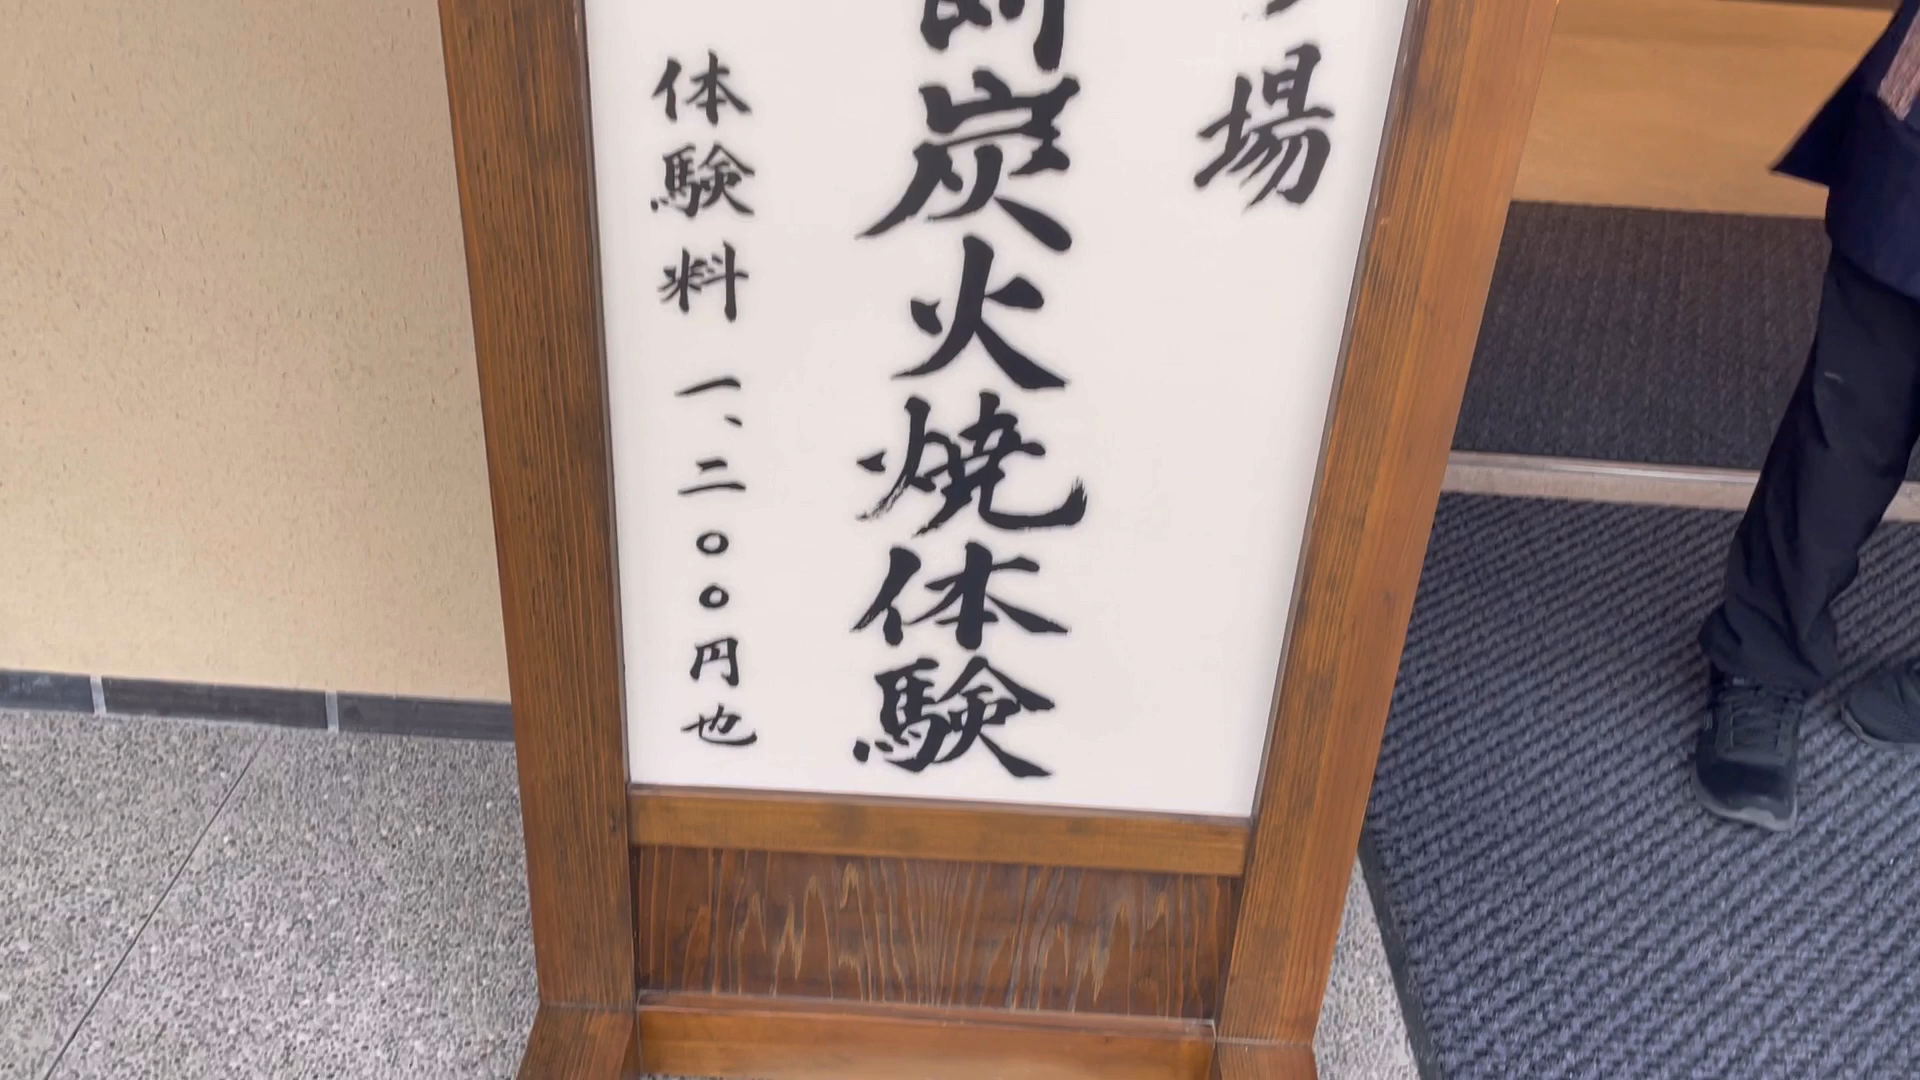 場
炭火焼体験
体験料 一、二〇〇円也